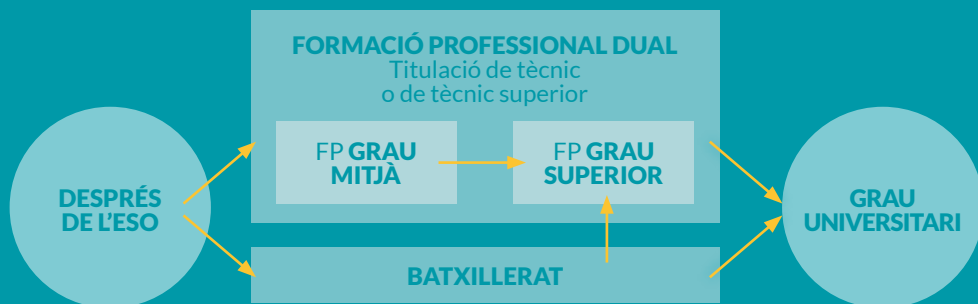 FORMACIÓ PROFESSIONAL DUAL
Titulació de tècnic
o de tècnic superior
FP GRAU
MITJÀ
FP GRAU
SUPERIOR
DESPRÉS
DE L'ESO
GRAU
UNIVERSITARI
BATXILLERAT